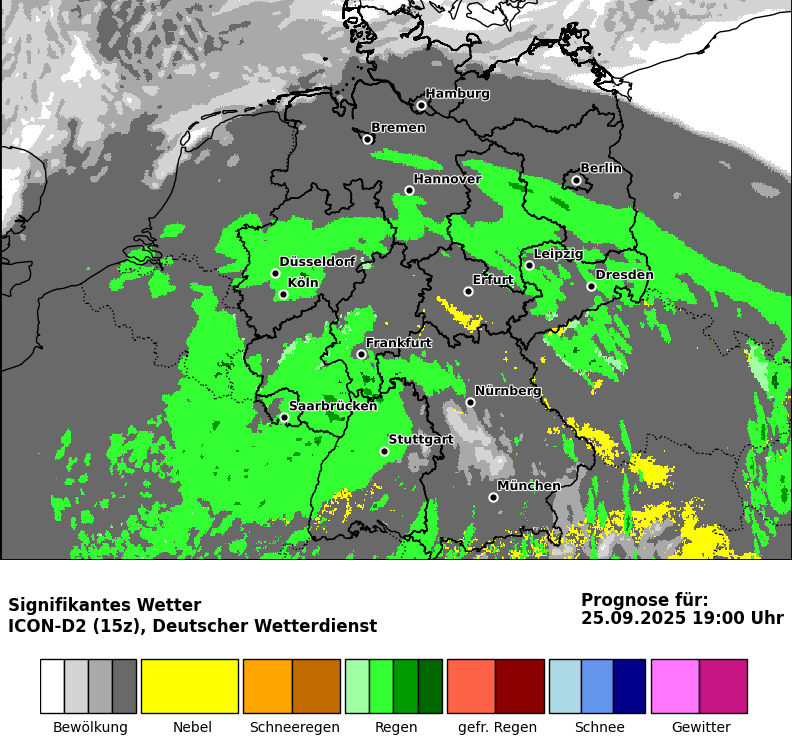 Hamburg
Bremen
Berlin
Hannover
Leipzig
Düsseldorf
Dresden
Erfurt
Köln
Frankfurt
Nürnberg
Saarbrücken
Stuttgart
München
Signifikantes Wetter
ICON-D2 (15z), Deutscher Wetterdienst
Prognose für:
25.09.2025 19:00 Uhr
Bewölkung
Nebel
Schneeregen
Regen
gefr. Regen
Schnee
Gewitter